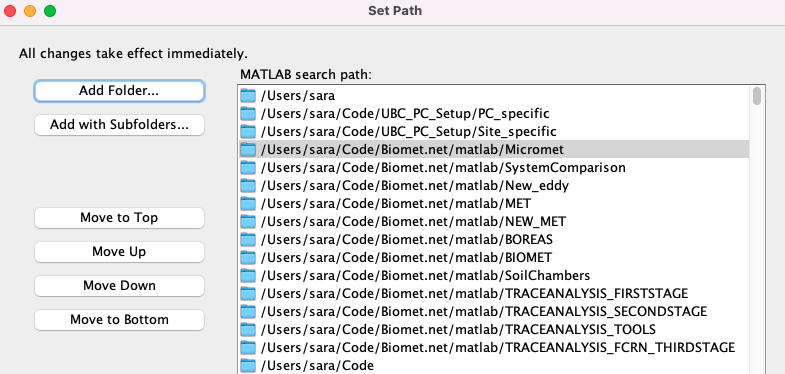 Set Path
All changes take effect immediately.
Add Folder...
Add with Subfolders...
Move to Top
Move Up
Move Down
Move to Bottom
MATLAB search path:
/Users/sara
/Users/sara/Code/UBC_PC_Setup/PC_specific
/Users/sara/Code/UBC_PC_Setup/Site_specific
/Users/sara/Code/Biomet.net/matlab/Micromet
/Users/sara/Code/Biomet.net/matlab/SystemComparison
/Users/sara/Code/Biomet.net/matlab/New_eddy
/Users/sara/Code/Biomet.net/matlab/MET
/Users/sara/Code/Biomet.net/matlab/NEW_MET
/Users/sara/Code/Biomet.net/matlab/BOREAS
/Users/sara/Code/Biomet.net/matlab/BIOMET
/Users/sara/Code/Biomet.net/matlab/SoilChambers
/Users/sara/Code/Biomet.net/matlab/TRACEANALYSIS_FIRSTSTAGE
/Users/sara/Code/Biomet.net/matlab/TRACEANALYSIS_SECONDSTAGE
/Users/sara/Code/Biomet.net/matlab/TRACEANALYSIS_TOOLS
/Users/sara/Code/Biomet.net/matlab/TRACEANALYSIS_FCRN_THIRDSTAGE
/Users/sara/Code